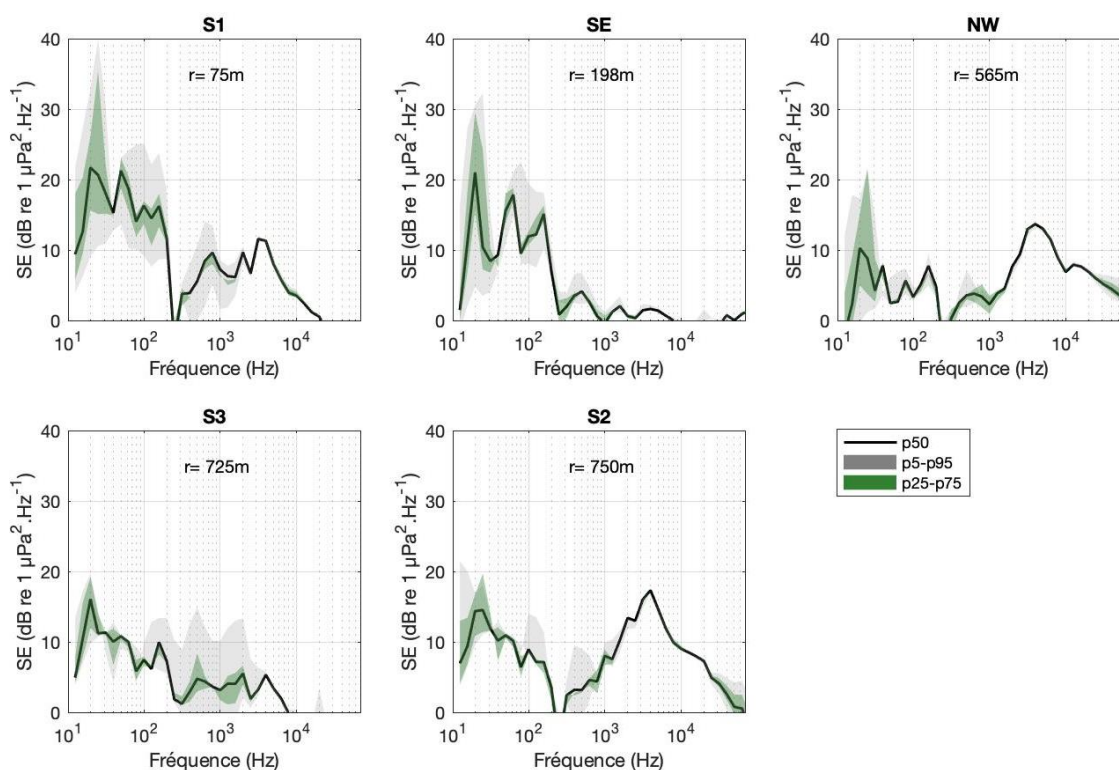 S1
r= 75m
SE (dB re 1 µPa².Hz⁻¹)
40
30
20
10
0
10¹ 10² 10³ 10⁴
Fréquence (Hz)
SE
r= 198m
SE (dB re 1 µPa².Hz⁻¹)
40
30
20
10
0
10¹ 10² 10³ 10⁴
Fréquence (Hz)
NW
r= 565m
SE (dB re 1 µPa².Hz⁻¹)
40
30
20
10
0
10¹ 10² 10³ 10⁴
Fréquence (Hz)
S3
r= 725m
SE (dB re 1 µPa².Hz⁻¹)
40
30
20
10
0
10¹ 10² 10³ 10⁴
Fréquence (Hz)
S2
r= 750m
SE (dB re 1 µPa².Hz⁻¹)
40
30
20
10
0
10¹ 10² 10³ 10⁴
Fréquence (Hz)
p50
p5-p95
p25-p75